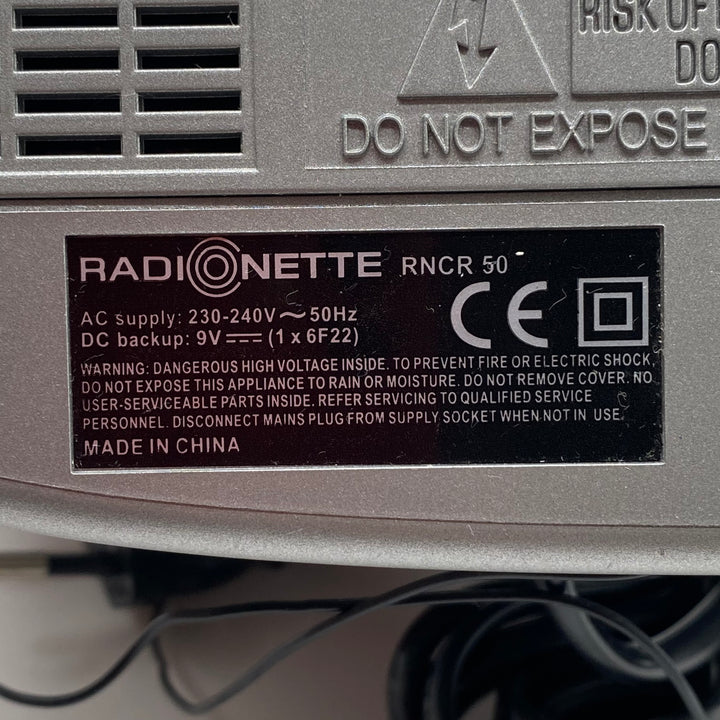 RISK OF
DO
DO NOT EXPOSE
RADIONETTE RNCR 50
AC supply: 230-240V ~ 50Hz
DC backup: 9V ⎓ (1 x 6F22)
CE
WARNING: DANGEROUS HIGH VOLTAGE INSIDE. TO PREVENT FIRE OR ELECTRIC SHOCK,
DO NOT EXPOSE THIS APPLIANCE TO RAIN OR MOISTURE. DO NOT REMOVE COVER. NO
USER-SERVICEABLE PARTS INSIDE. REFER SERVICING TO QUALIFIED SERVICE
PERSONNEL. DISCONNECT MAINS PLUG FROM SUPPLY SOCKET WHEN NOT IN USE.
MADE IN CHINA